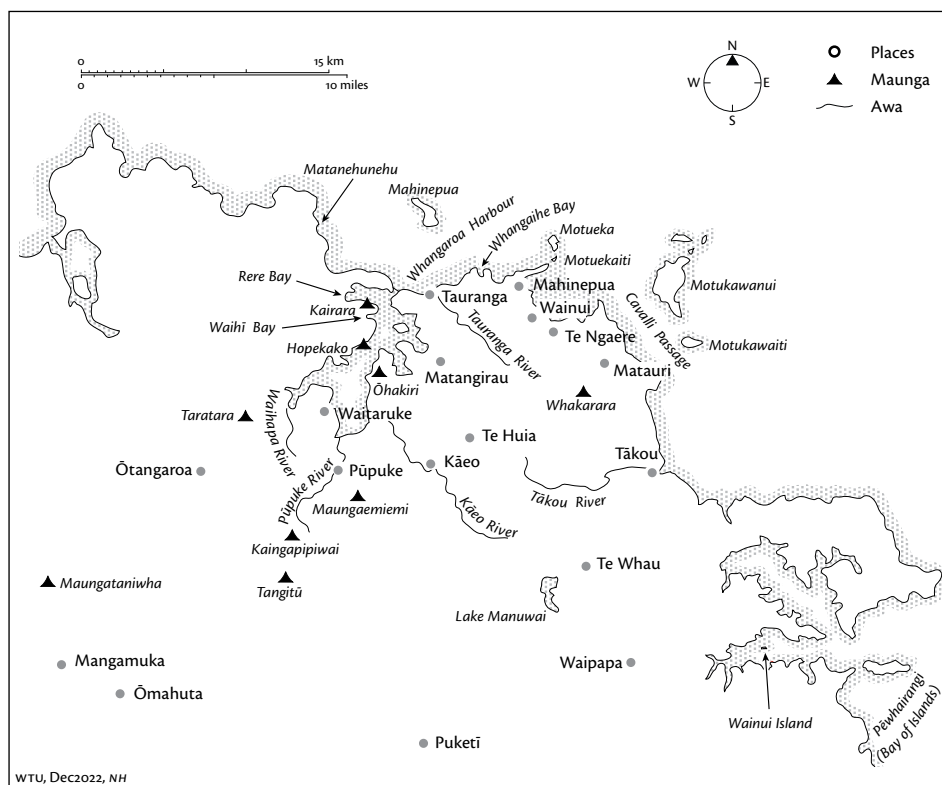 0
15 km
0
10 miles
N
W
E
S
Places
Maunga
Awa
Matanehunehu
Mahinepua
Whangaroa Harbour
Whangaihe Bay
Motueka
Motuekaiti
Rere Bay
Kairara
Tauranga
Mahinepua
Wainui
Motukawanui
Cavalli Passage
Waihī Bay
Tauranga River
Te Ngaere
Hopekako
Motukawaiti
Matangirau
Matauri
Ōhakiri
Whakarara
Taratara
Waihapa River
Waitaruke
Te Huia
Tākou
Ōtangaroa
Pūpuke River
Pūpuke
Kāeo
Tākou River
Maungaemiemi
Kāeo River
Kaingapipiwai
Te Whau
Maungataniwha
Tangitū
Lake Manuwai
Mangamuka
Waipapa
Ōmahuta
Wainui Island
Pēwhairangi
(Bay of Islands)
Puketī
WTU, Dec2022, NH